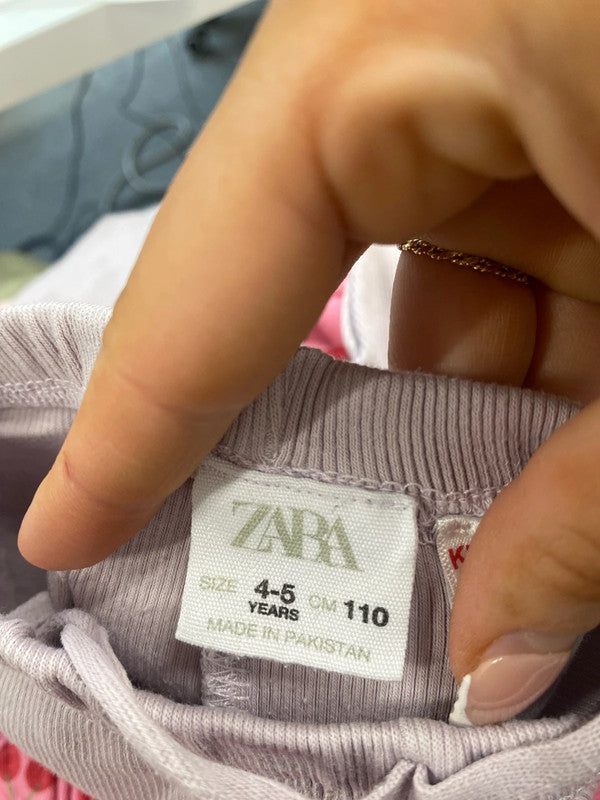 ZARA
SIZE 4-5 YEARS CM 110
MADE IN PAKISTAN